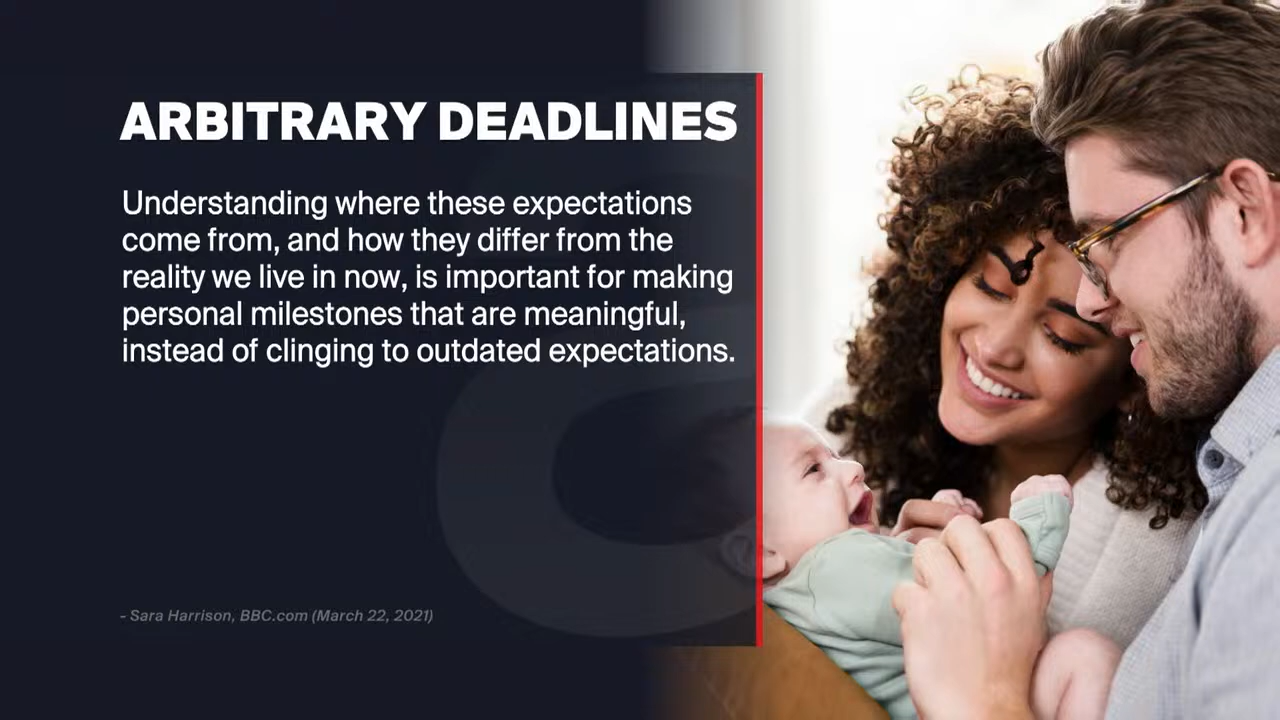 ARBITRARY DEADLINES
Understanding where these expectations
come from, and how they differ from the
reality we live in now, is important for making
personal milestones that are meaningful,
instead of clinging to outdated expectations.
- Sara Harrison, BBC.com (March 22, 2021)